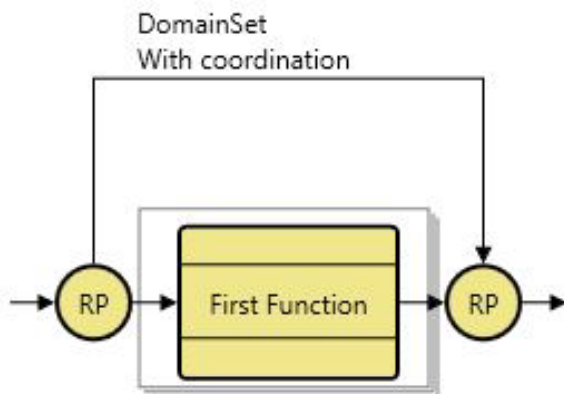 DomainSet
With coordination
RP
First Function
RP